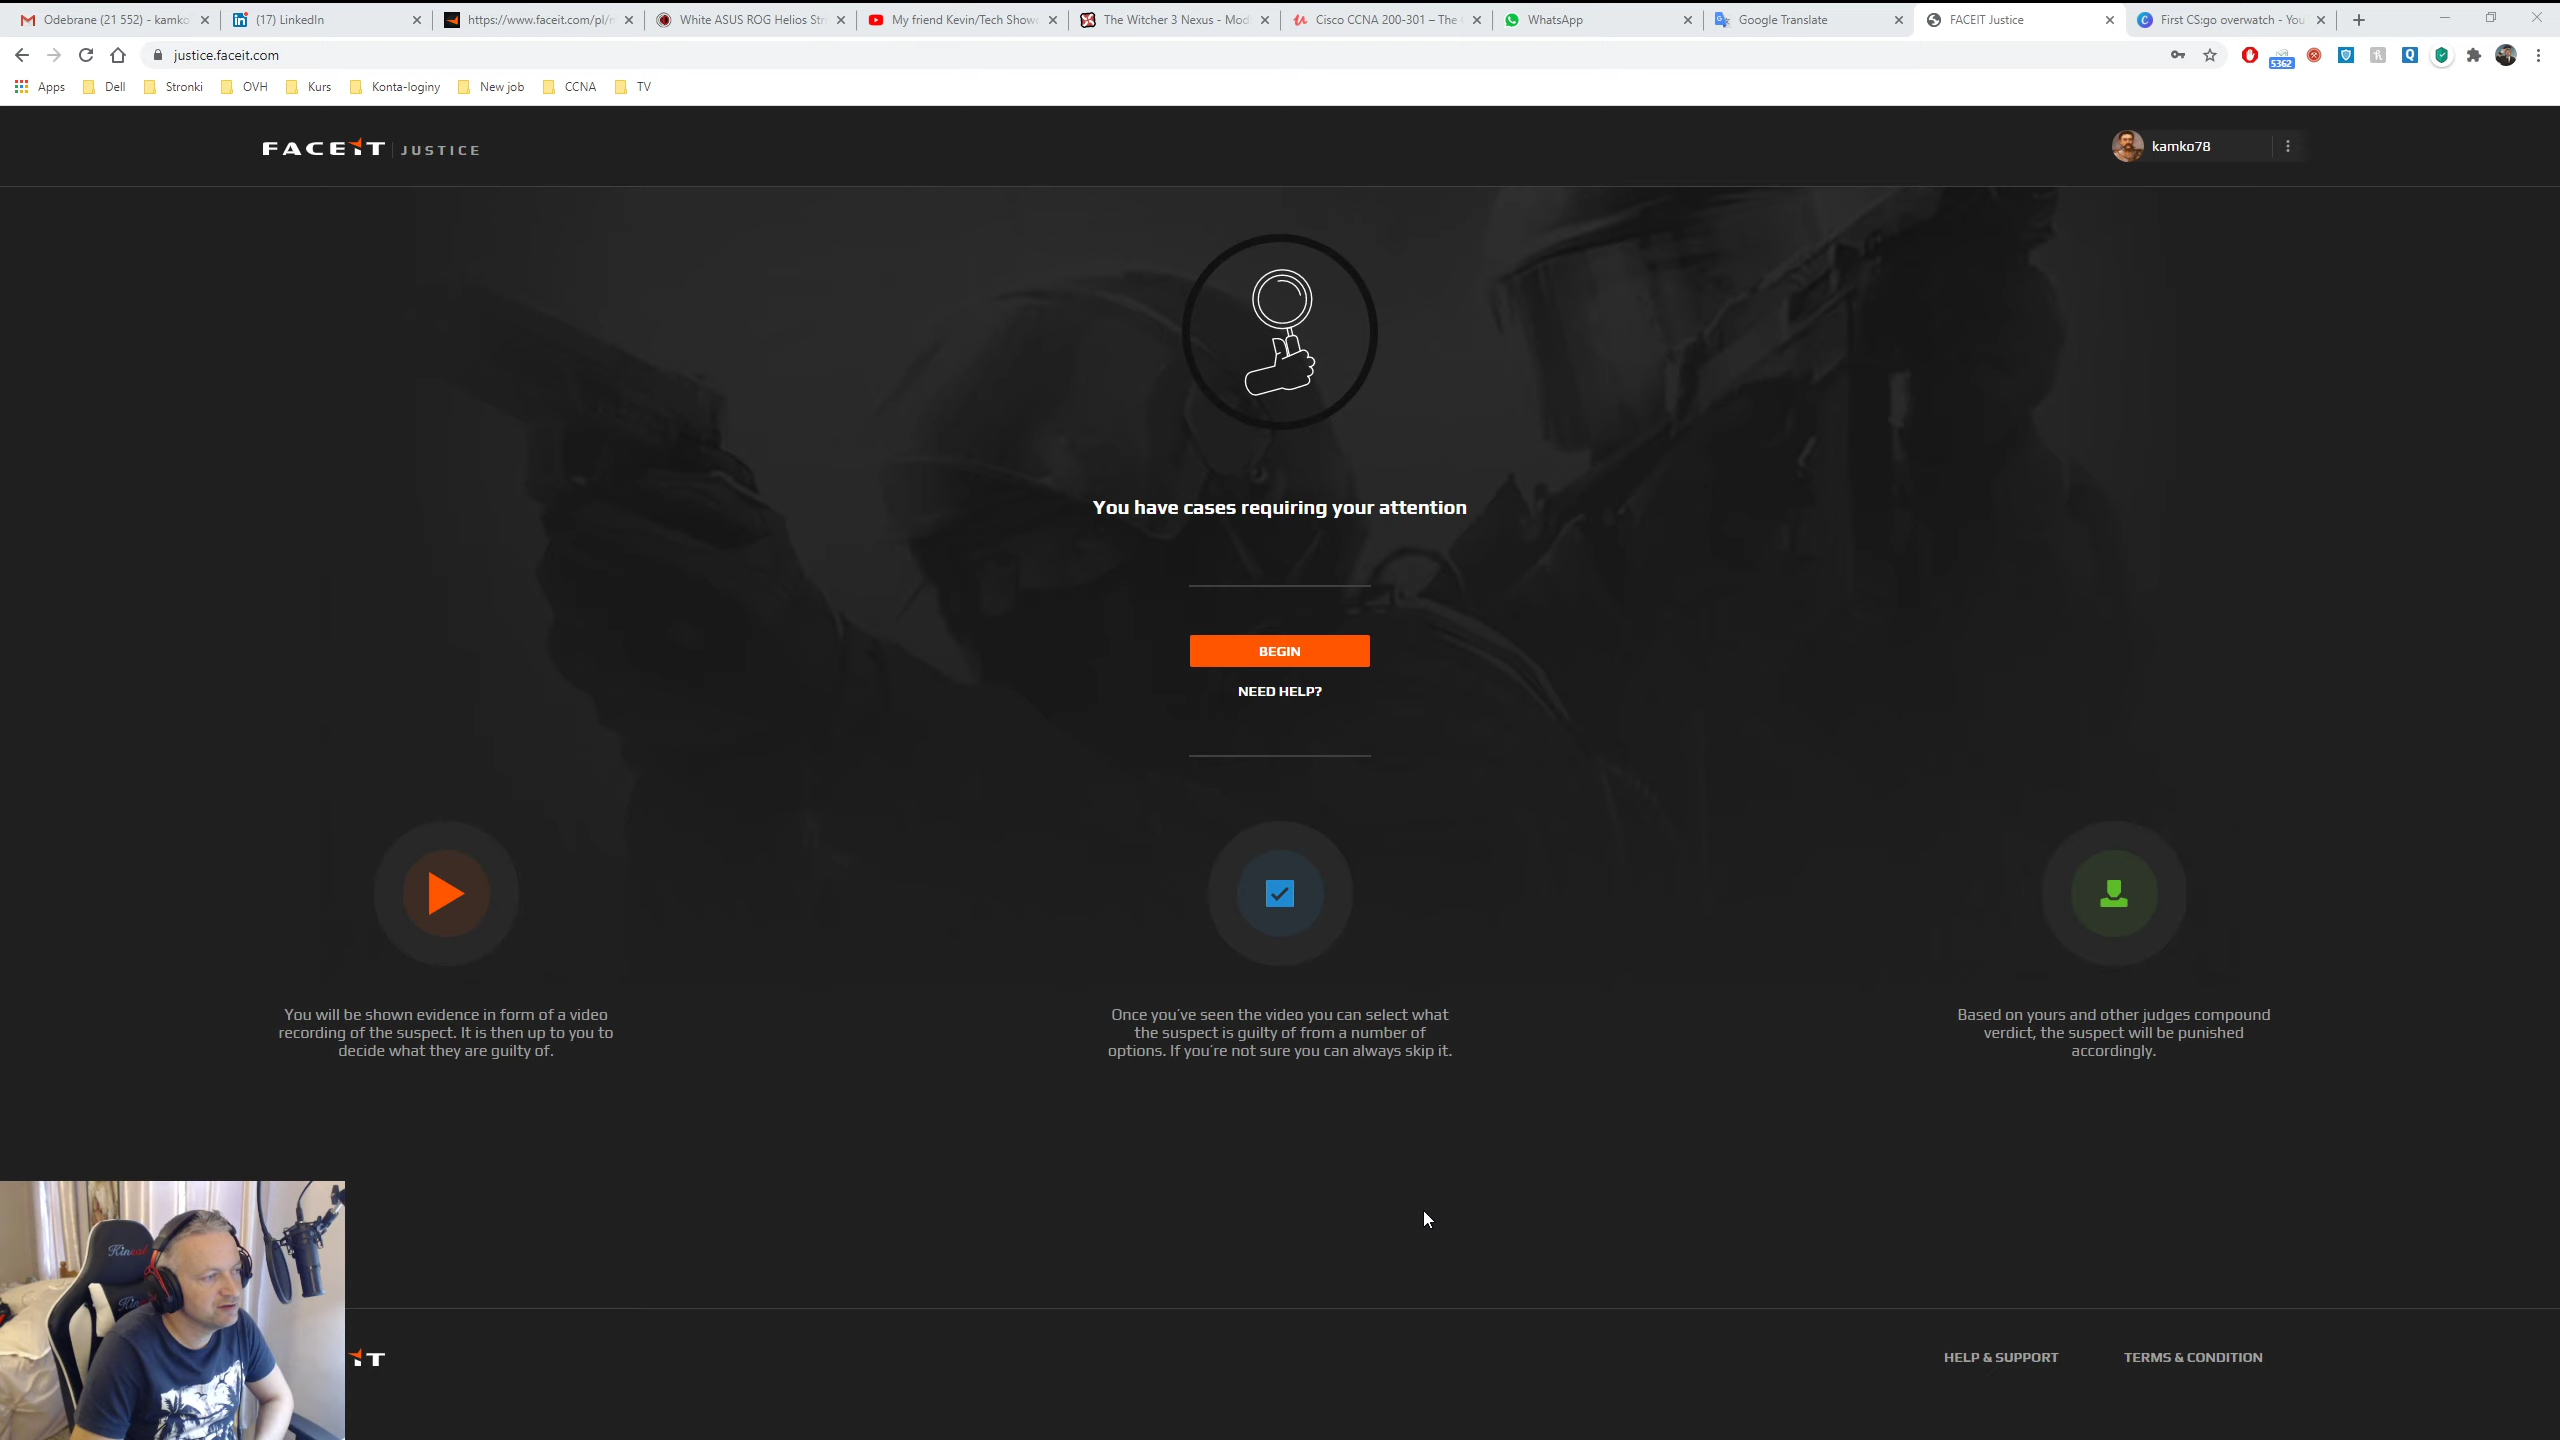 Odebrane (21 552) - kamko
(17) LinkedIn
https://www.faceit.com/pl/
White ASUS ROG Helios Str
My friend Kevin/Tech Show
The Witcher 3 Nexus - Mod
Cisco CCNA 200-301 – The
WhatsApp
Google Translate
FACEIT Justice
First CS:go overwatch - You
justice.faceit.com
5362
Apps
Dell
Stronki
OVH
Kurs
Konta-loginy
New job
CCNA
TV
FACEIT JUSTICE
kamko78
You have cases requiring your attention
BEGIN
NEED HELP?
You will be shown evidence in form of a video
recording of the suspect. It is then up to you to
decide what they are guilty of.
Once you've seen the video you can select what
the suspect is guilty of from a number of
options. If you're not sure you can always skip it.
Based on yours and other judges compound
verdict, the suspect will be punished
accordingly.
IT
HELP & SUPPORT
TERMS & CONDITION